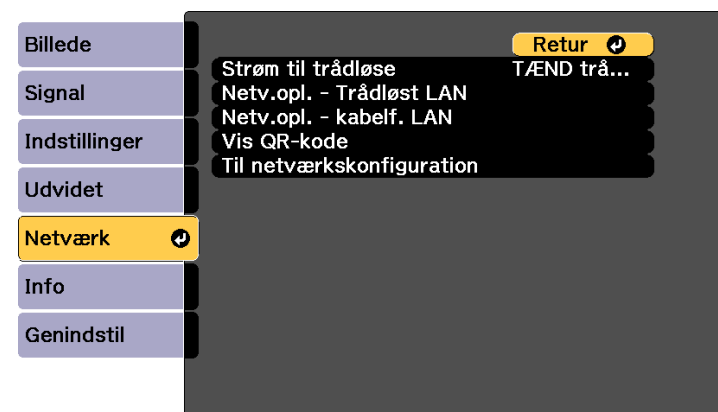 Billede
Signal
Indstillinger
Udvidet
Netværk
Info
Genindstil
Retur
Strøm til trådløse TÆND trå...
Netv.opl. - Trådløst LAN
Netv.opl. - kabelf. LAN
Vis QR-kode
Til netværkskonfiguration